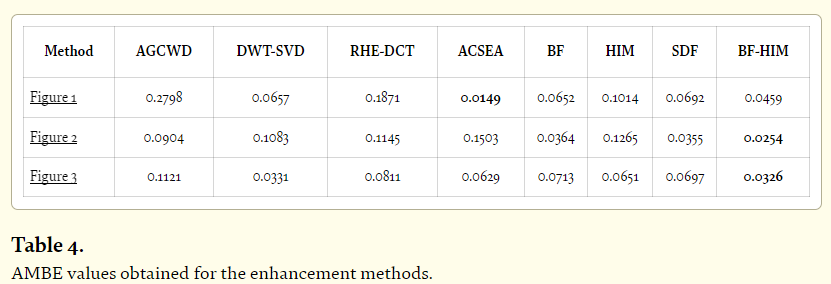 Method AGCWD DWT-SVD RHE-DCT ACSEA BF HIM SDF BF-HIM
Figure 1 0.2798 0.0657 0.1871 0.0149 0.0652 0.1014 0.0692 0.0459
Figure 2 0.0904 0.1083 0.1145 0.1503 0.0364 0.1265 0.0355 0.0254
Figure 3 0.1121 0.0331 0.0811 0.0629 0.0713 0.0651 0.0697 0.0326
Table 4.
AMBE values obtained for the enhancement methods.